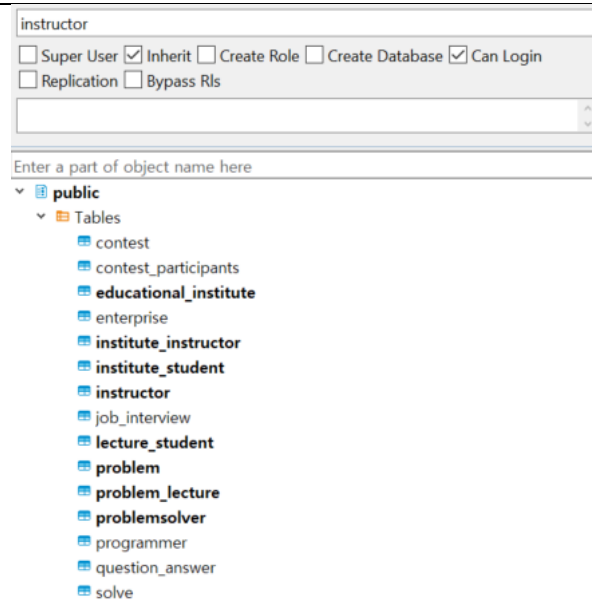 instructor
Super User Inherit Create Role Create Database Can Login
Replication Bypass Rls
Enter a part of object name here
public
Tables
contest
contest_participants
educational_institute
enterprise
institute_instructor
institute_student
instructor
job_interview
lecture_student
problem
problem_lecture
problemsolver
programmer
question_answer
solve